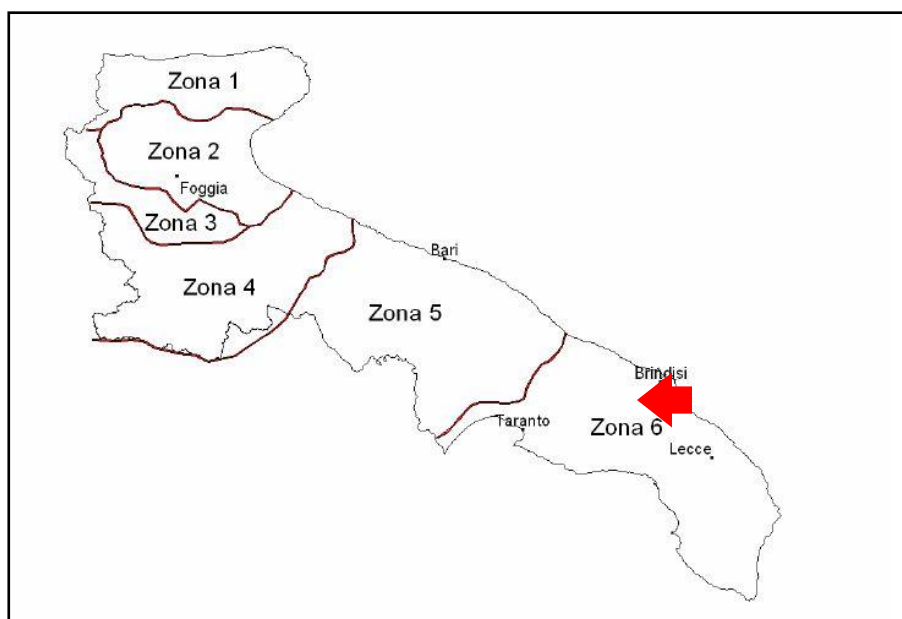 Zona 1
Zona 2
Foggia
Zona 3
Bari
Zona 4
Zona 5
Brindisi
Taranto
Zona 6
Lecce